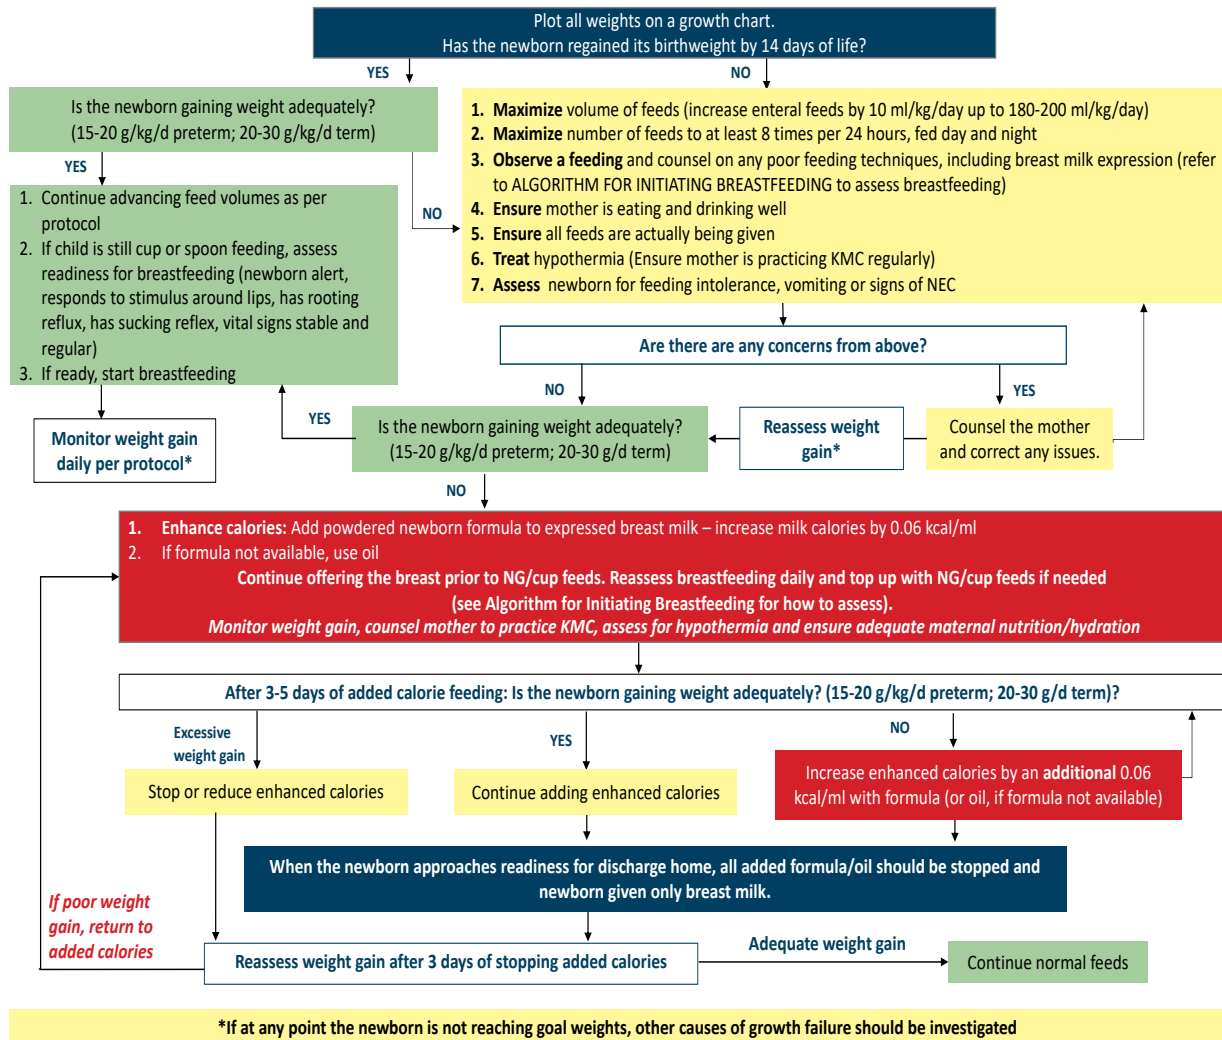 Plot all weights on a growth chart.
Has the newborn regained its birthweight by 14 days of life?
YES
NO
Is the newborn gaining weight adequately?
(15-20 g/kg/d preterm; 20-30 g/kg/d term)
YES
NO
1. Maximize volume of feeds (increase enteral feeds by 10 ml/kg/day up to 180-200 ml/kg/day)
2. Maximize number of feeds to at least 8 times per 24 hours, fed day and night
3. Observe a feeding and counsel on any poor feeding techniques, including breast milk expression (refer
to ALGORITHM FOR INITIATING BREASTFEEDING to assess breastfeeding)
4. Ensure mother is eating and drinking well
5. Ensure all feeds are actually being given
6. Treat hypothermia (Ensure mother is practicing KMC regularly)
7. Assess newborn for feeding intolerance, vomiting or signs of NEC
1. Continue advancing feed volumes as per
protocol
2. If child is still cup or spoon feeding, assess
readiness for breastfeeding (newborn alert,
responds to stimulus around lips, has rooting
reflux, has sucking reflex, vital signs stable and
regular)
3. If ready, start breastfeeding
Are there are any concerns from above?
NO
YES
YES
Monitor weight gain
daily per protocol*
Is the newborn gaining weight adequately?
(15-20 g/kg/d preterm; 20-30 g/d term)
Reassess weight
gain*
Counsel the mother
and correct any issues.
NO
1. Enhance calories: Add powdered newborn formula to expressed breast milk – increase milk calories by 0.06 kcal/ml
2. If formula not available, use oil
Continue offering the breast prior to NG/cup feeds. Reassess breastfeeding daily and top up with NG/cup feeds if needed
(see Algorithm for Initiating Breastfeeding for how to assess).
Monitor weight gain, counsel mother to practice KMC, assess for hypothermia and ensure adequate maternal nutrition/hydration
After 3-5 days of added calorie feeding: Is the newborn gaining weight adequately? (15-20 g/kg/d preterm; 20-30 g/d term)?
Excessive
weight gain
YES
NO
Stop or reduce enhanced calories
Continue adding enhanced calories
Increase enhanced calories by an additional 0.06
kcal/ml with formula (or oil, if formula not available)
When the newborn approaches readiness for discharge home, all added formula/oil should be stopped and
newborn given only breast milk.
If poor weight
gain, return to
added calories
Reassess weight gain after 3 days of stopping added calories
Adequate weight gain
Continue normal feeds
*If at any point the newborn is not reaching goal weights, other causes of growth failure should be investigated